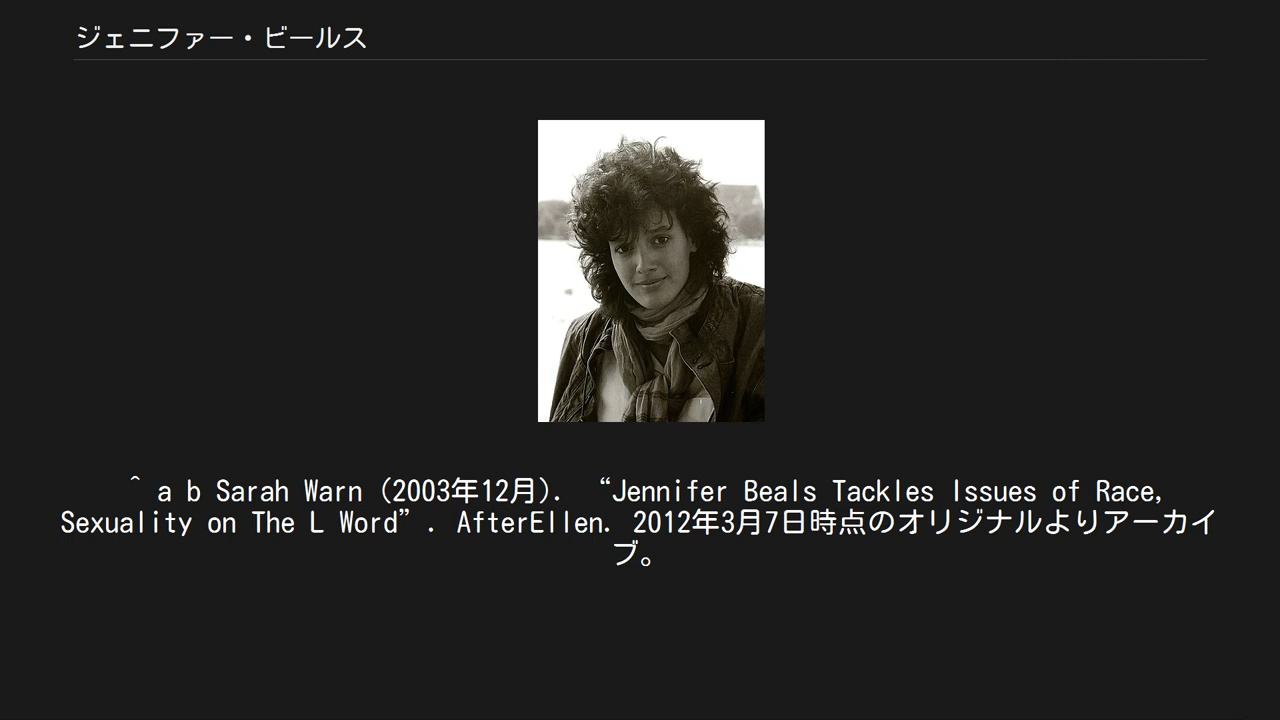 ジェニファー・ビールス
^ a b Sarah Warn (2003年12月). “Jennifer Beals Tackles Issues of Race,
Sexuality on The L Word”. AfterEllen. 2012年3月7日時点のオリジナルよりアーカイ
ブ。